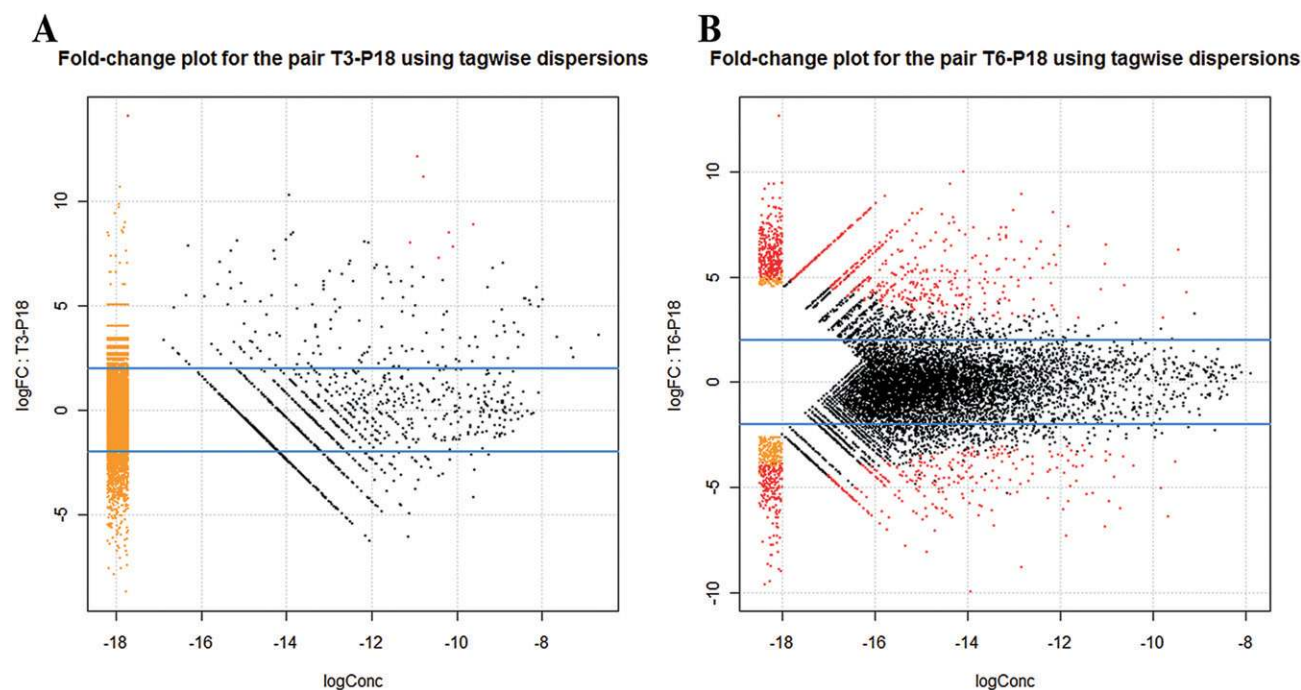 A
Fold-change plot for the pair T3-P18 using tagwise dispersions
logFC : T3-P18
10
5
0
-5
-18
-16
-14
-12
-10
-8
logConc
B
Fold-change plot for the pair T6-P18 using tagwise dispersions
logFC : T6-P18
10
5
0
-5
-10
-18
-16
-14
-12
-10
-8
logConc